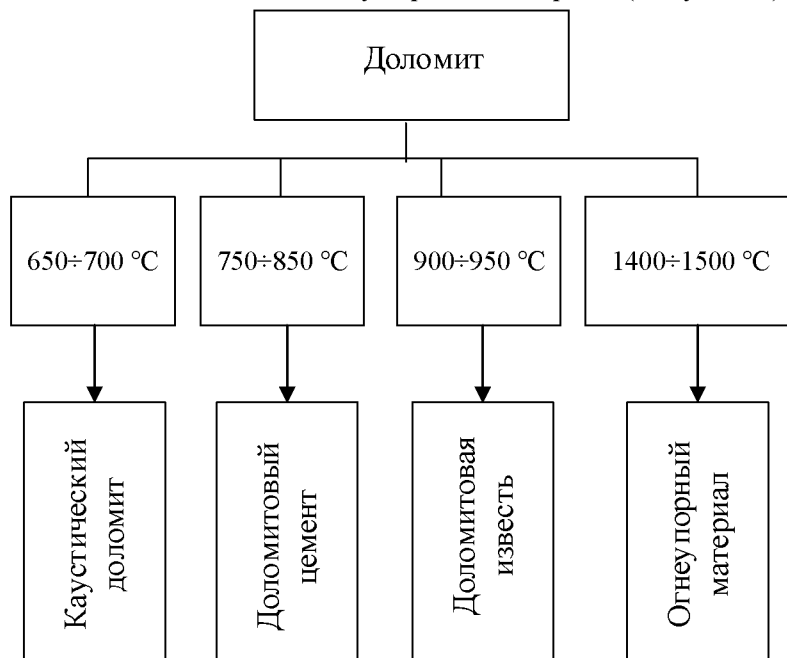 Доломит
650÷700 °C
750÷850 °C
900÷950 °C
1400÷1500 °C
Каустический
доломит
Доломитовый
цемент
Доломитовая
известь
Огнеупорный
материал